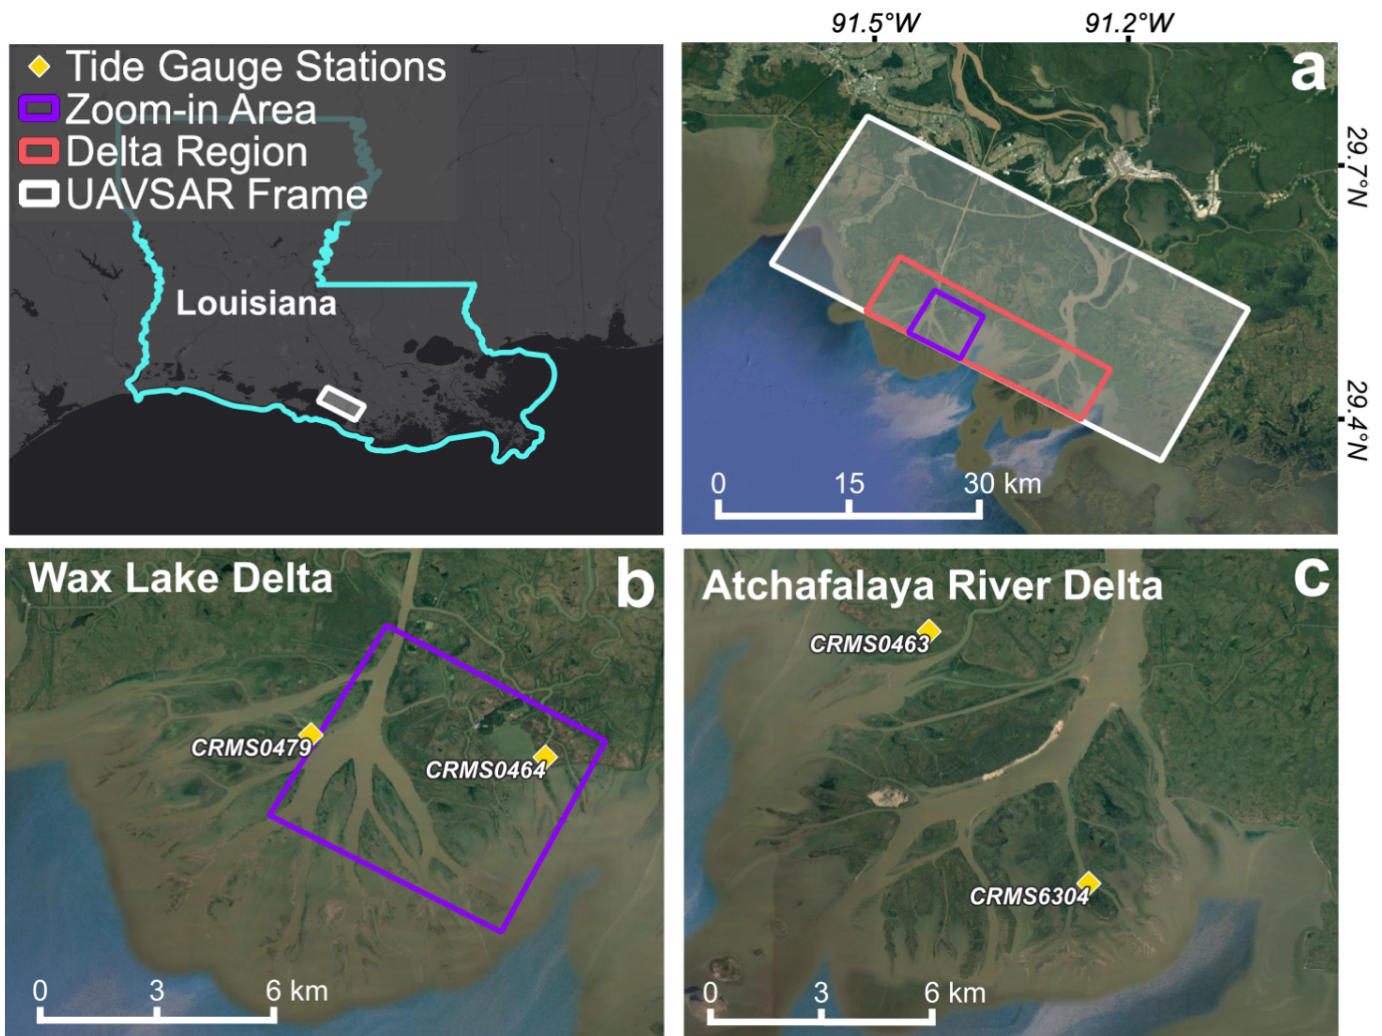 Tide Gauge Stations
Zoom-in Area
Delta Region
UAVSAR Frame
Louisiana
91.5°W 91.2°W
a
29.7°N
29.4°N
0 15 30 km
Wax Lake Delta
b
CRMS0479
CRMS0464
0 3 6 km
Atchafalaya River Delta
c
CRMS0463
CRMS6304
0 3 6 km